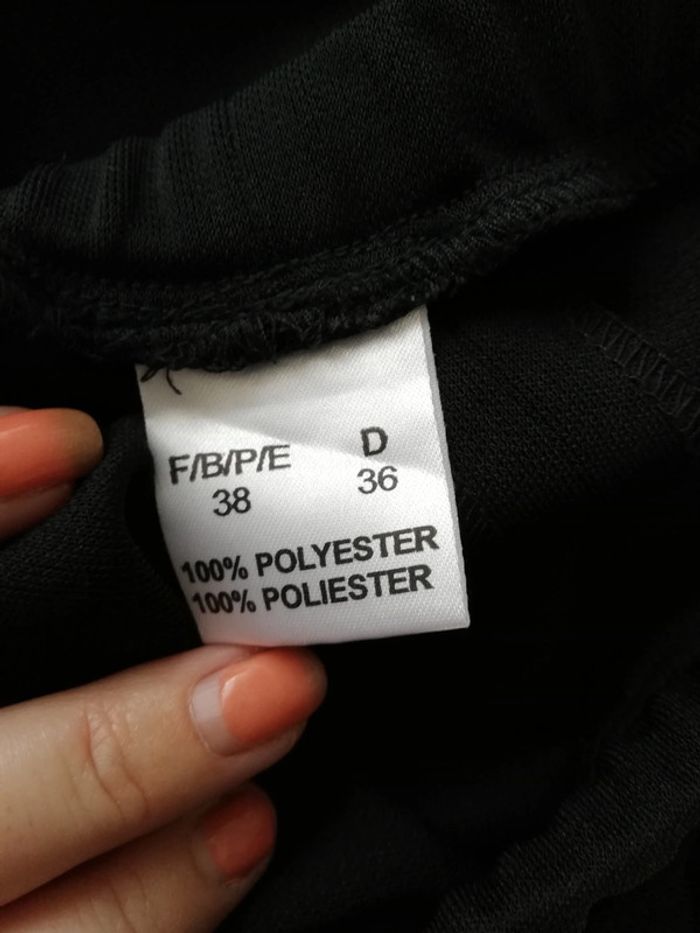 F/B/P/E D
38 36
100% POLYESTER
100% POLIESTER